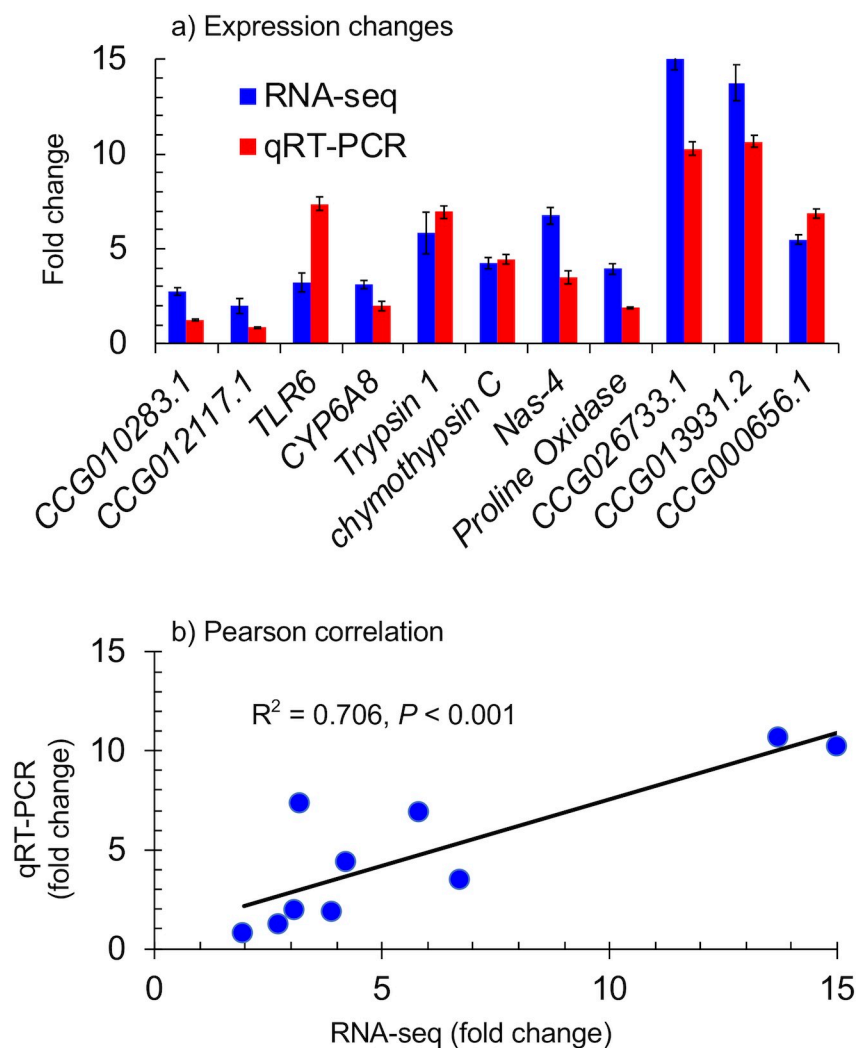 a) Expression changes
15
10
5
0
Fold change
RNA-seq
qRT-PCR
CCG010283.1
CCG012117.1
TLR6
CYP6A8
Trypsin 1
chymothypsin C
Nas-4
Proline Oxidase
CCG026733.1
CCG013931.2
CCG000656.1
b) Pearson correlation
15
10
5
0
qRT-PCR
(fold change)
R² = 0.706, P < 0.001
0
5
10
15
RNA-seq (fold change)